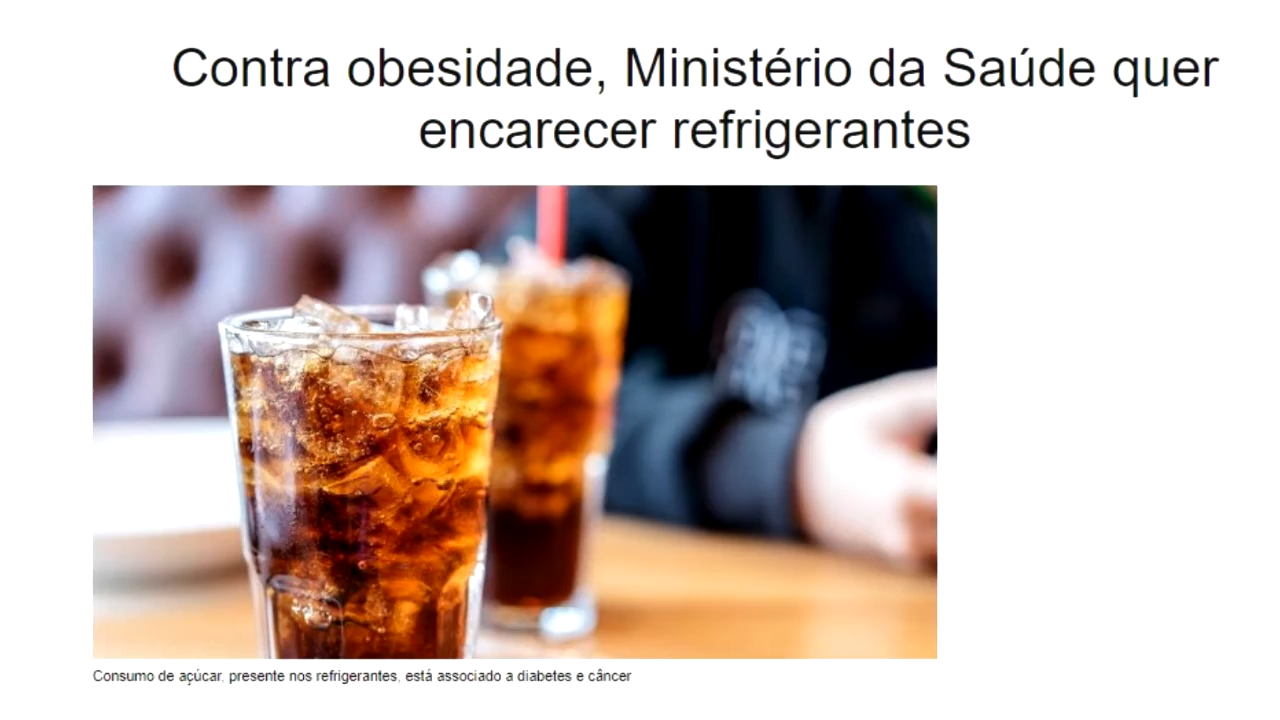 Contra obesidade, Ministério da Saúde quer
encarecer refrigerantes
Consumo de açúcar, presente nos refrigerantes, está associado a diabetes e câncer